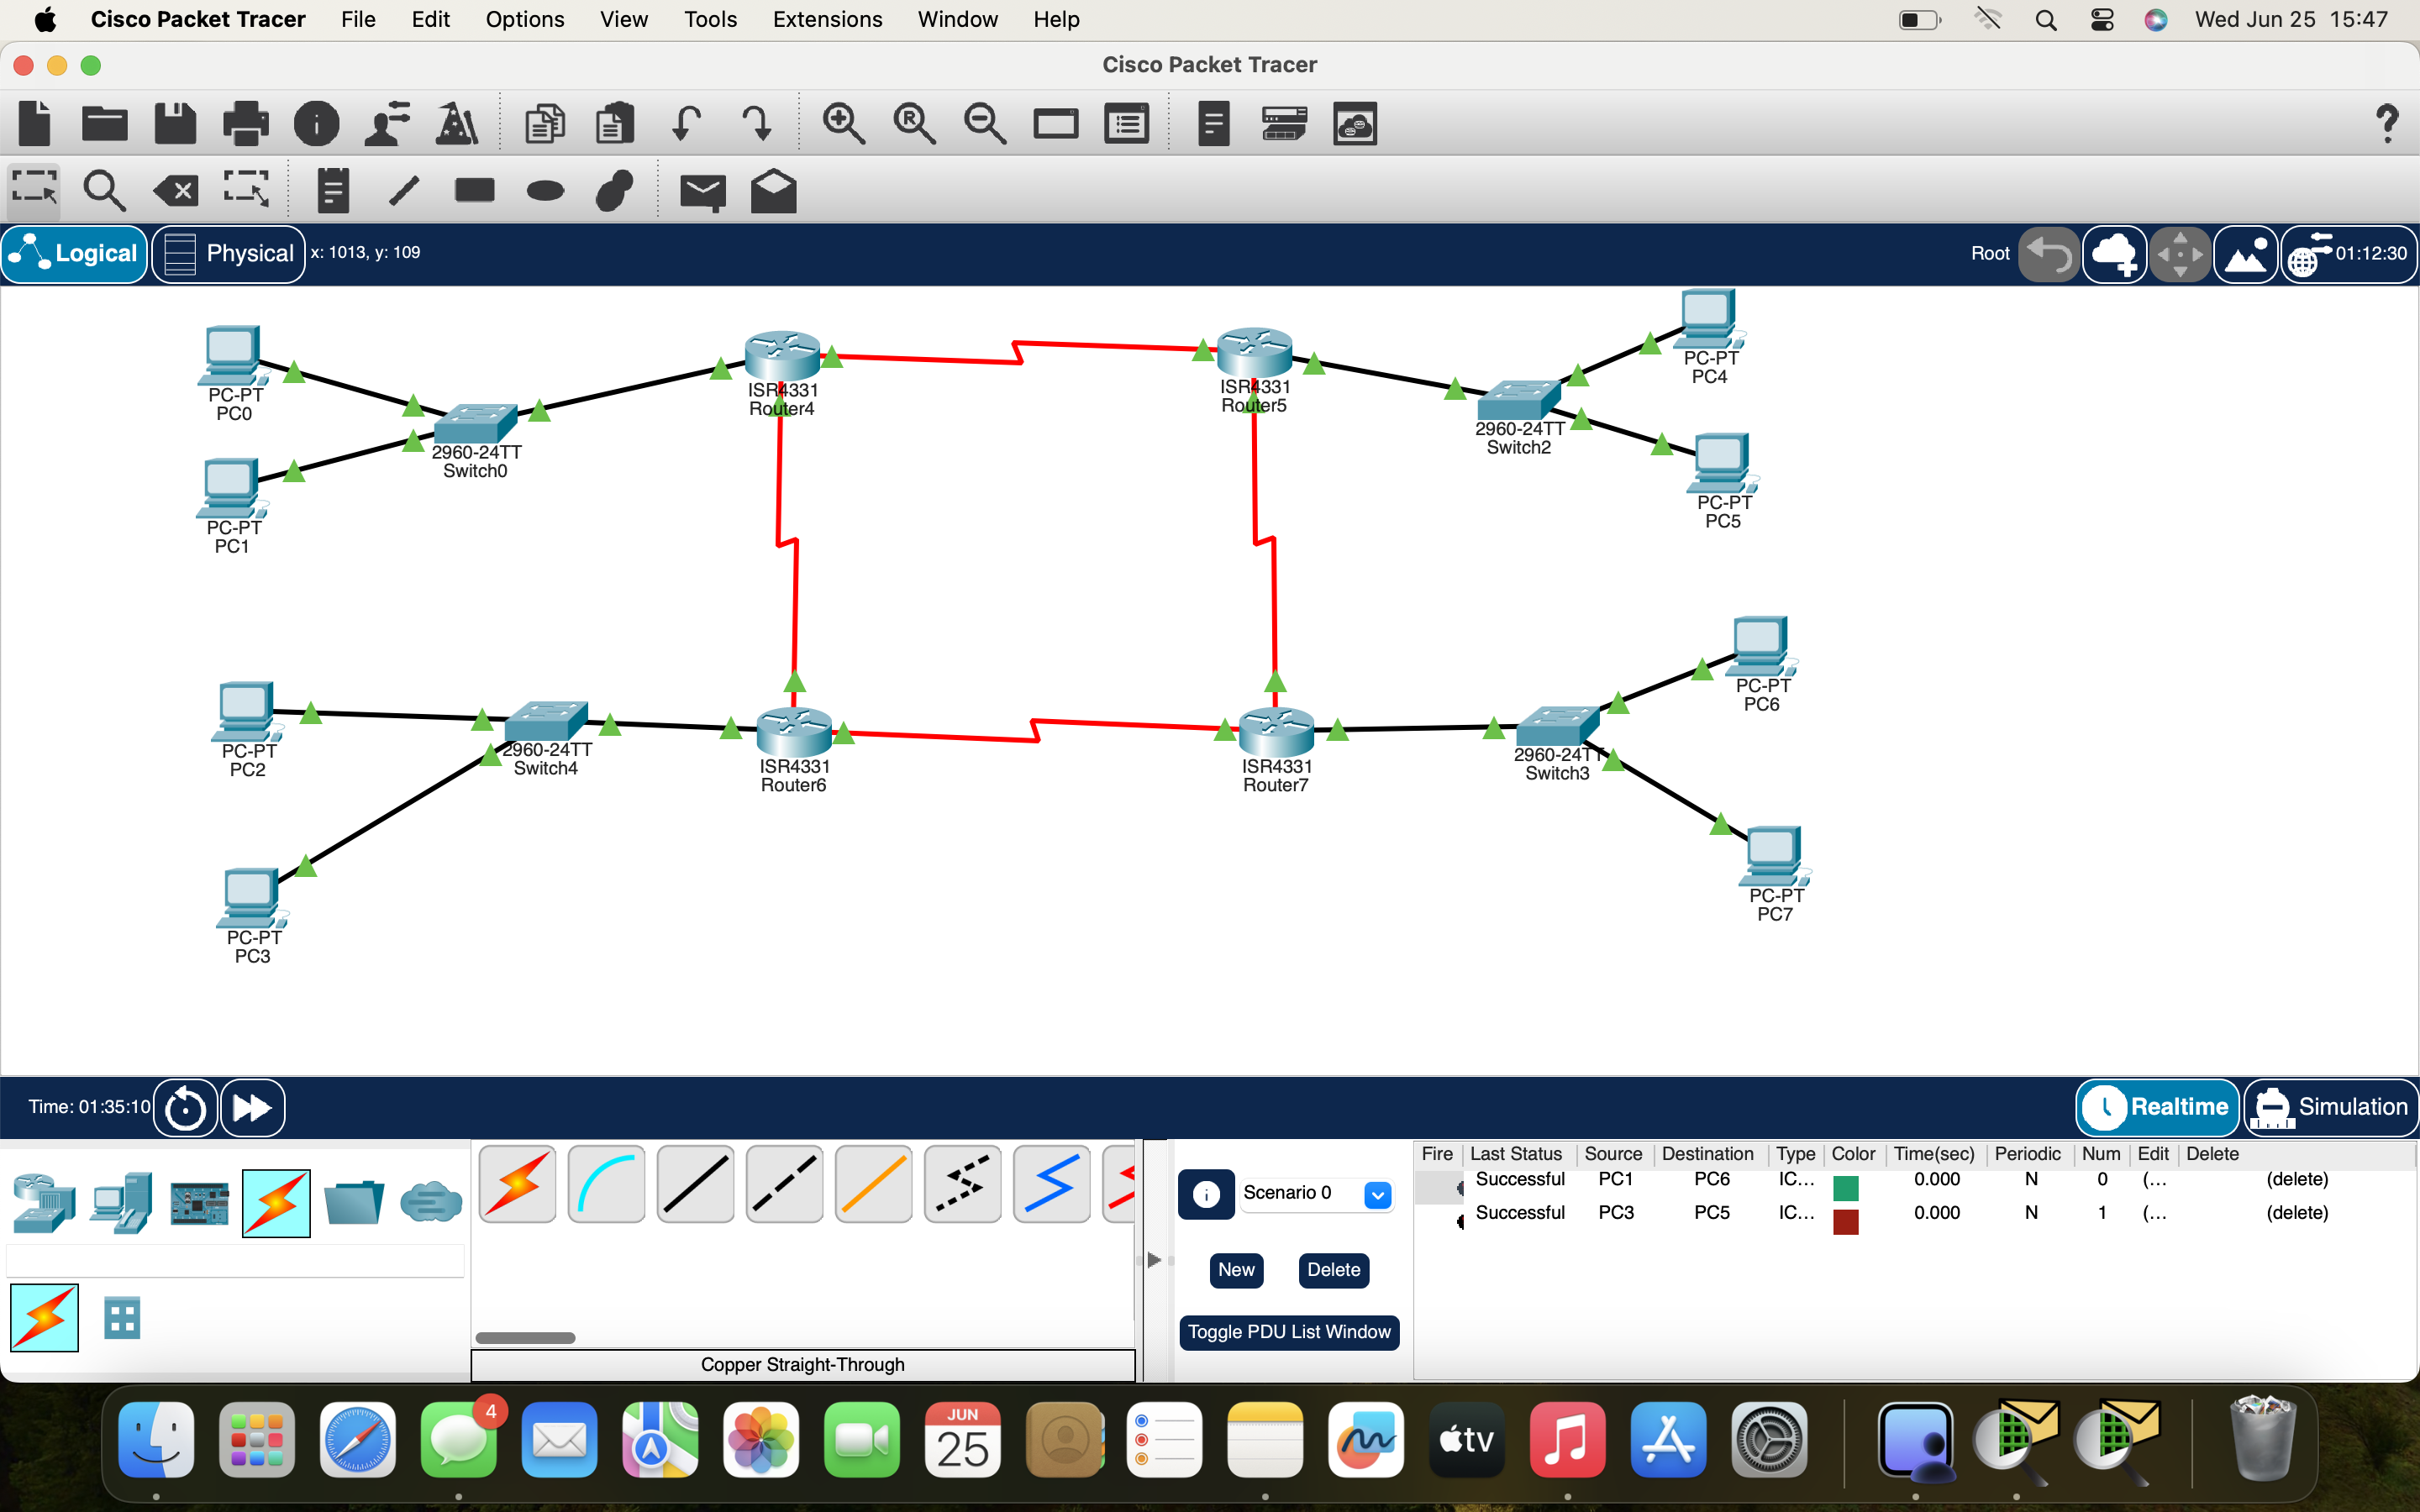 Cisco Packet Tracer File Edit Options View Tools Extensions Window Help Wed Jun 25 15:47
Cisco Packet Tracer
Logical Physical x: 1013, y: 109 Root 01:12:30
PC-PT
PC0
PC-PT
PC1
2960-24TT
Switch0
ISR4331
Router4
ISR4331
Router5
2960-24TT
Switch2
PC-PT
PC4
PC-PT
PC5
PC-PT
PC2
PC-PT
PC3
2960-24TT
Switch4
ISR4331
Router6
ISR4331
Router7
2960-24TT
Switch3
PC-PT
PC6
PC-PT
PC7
Time: 01:35:10 Realtime Simulation
Scenario 0
New Delete
Toggle PDU List Window
Copper Straight-Through
Fire Last Status Source Destination Type Color Time(sec) Periodic Num Edit Delete
Successful PC1 PC6 IC... 0.000 N 0 (... (delete)
Successful PC3 PC5 IC... 0.000 N 1 (... (delete)
4
JUN
25
tv